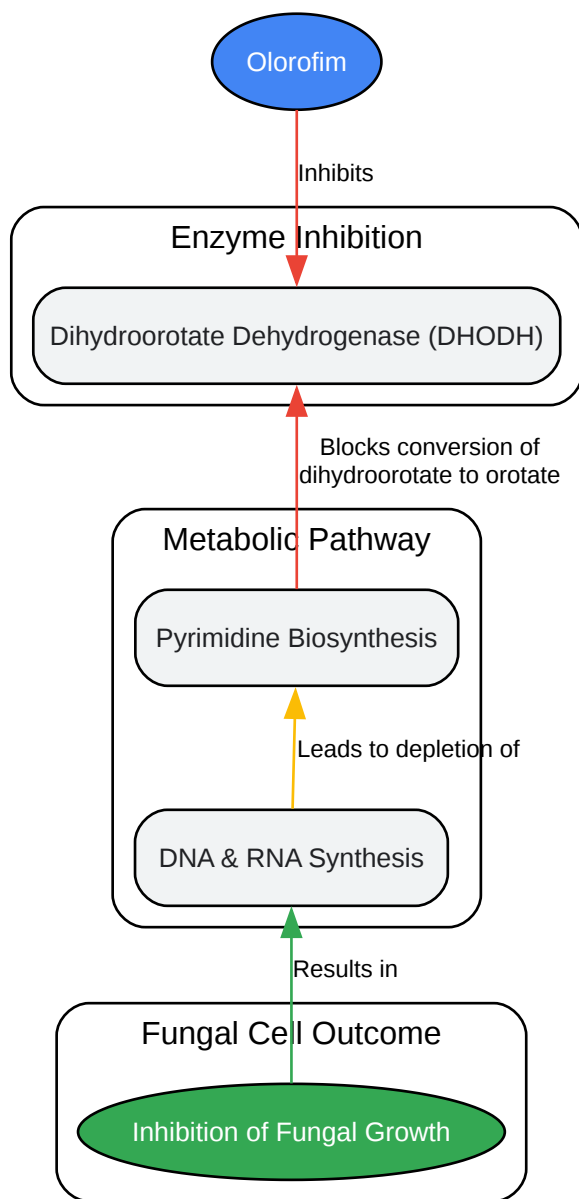 Olorofim
Inhibits
Enzyme Inhibition
Dihydroorotate Dehydrogenase (DHODH)
Blocks conversion of
dihydroorotate to orotate
Metabolic Pathway
Pyrimidine Biosynthesis
Leads to depletion of
DNA & RNA Synthesis
Results in
Fungal Cell Outcome
Inhibition of Fungal Growth